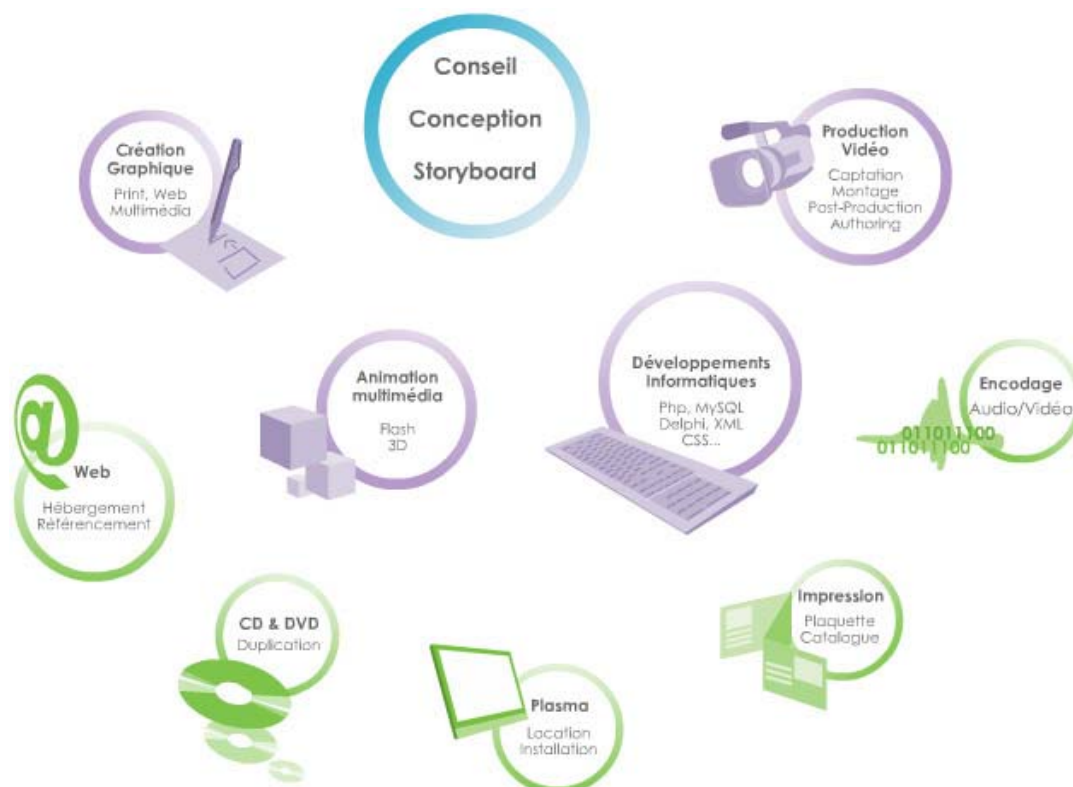 Conseil
Conception
Storyboard
Création
Graphique
Print, Web
Multimédia
Production
Vidéo
Captation
Montage
Post-Production
Authoring
Animation
multimédia
Flash
3D
Développements
Informatiques
Php, MySQL
Delphi, XML
CSS...
Encodage
Audio/Vidéo
011011100
011011100
@
Web
Hébergement
Référencement
CD & DVD
Duplication
Plasma
Location
Installation
Impression
Plaquette
Catalogue